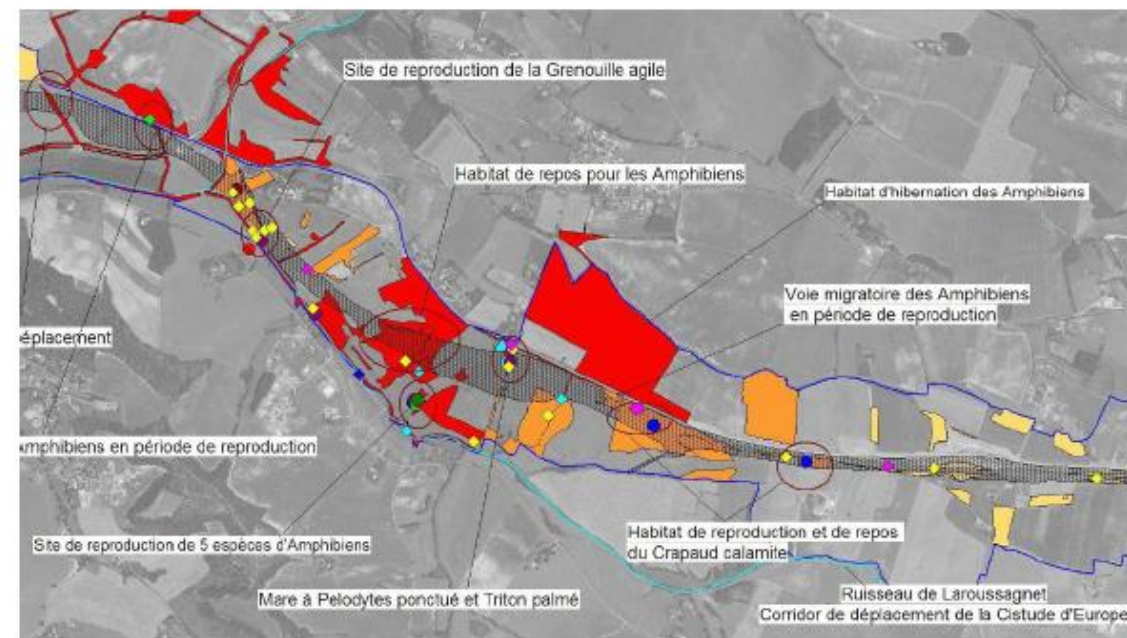 Site de reproduction de la Grenouille agile
Habitat de repos pour les Amphibiens
Habitat d'hibernation des Amphibiens
Voie migratoire des Amphibiens
en période de reproduction
éplacement
mphibiens en période de reproduction
Site de reproduction de 5 espèces d'Amphibiens
Habitat de reproduction et de repos
du Crapaud calamite
Mare à Pelodytes ponctué et Triton palmé
Ruisseau de Laroussagnet
Corridor de déplacement de la Cistude d'Europe